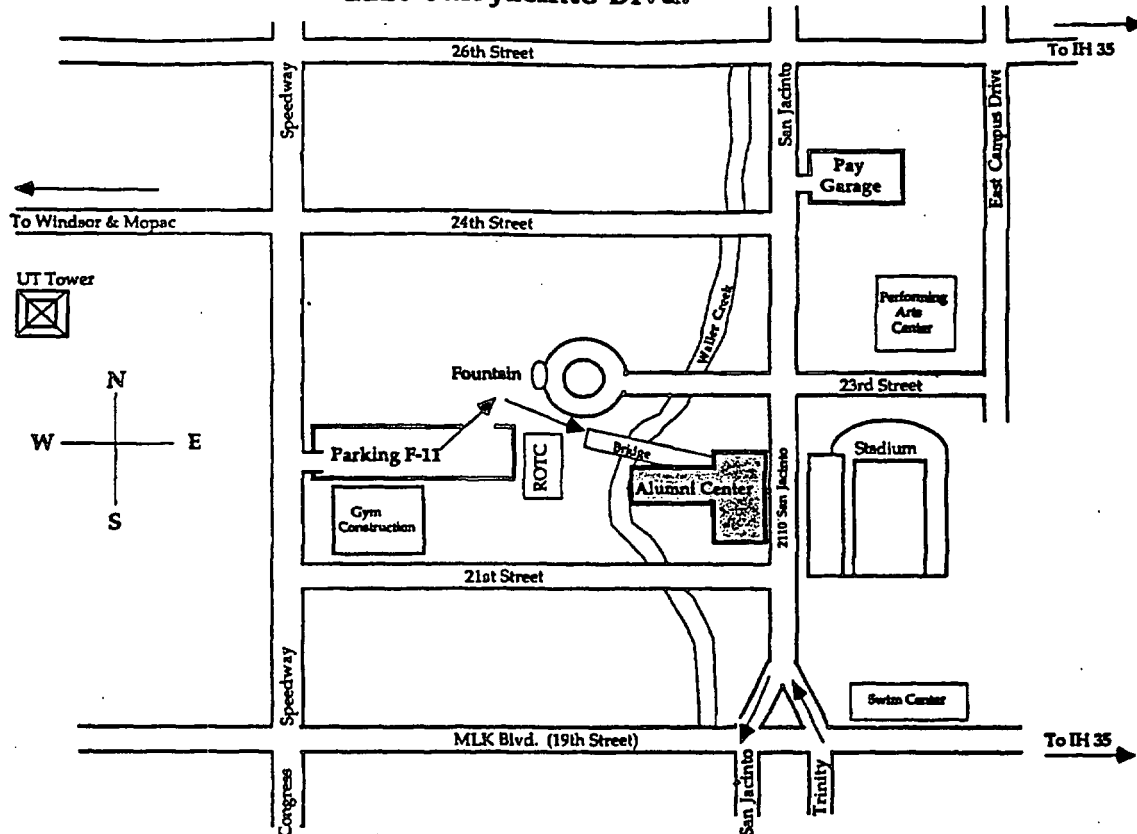 26th Street
To IH 35
Speedway
San Jacinto
East Campus Drive
Pay
Garage
To Windsor & Mopac
24th Street
UT Tower
Performing
Arts
Center
Waller Creek
Fountain
23rd Street
N
W
E
S
Parking F-11
ROTC
Bridge
Stadium
Alumni Center
2110 San Jacinto
Gym
Construction
21st Street
Speedway
Swim Center
MLK Blvd. (19th Street)
To IH 35
Congress
San Jacinto
Trinity